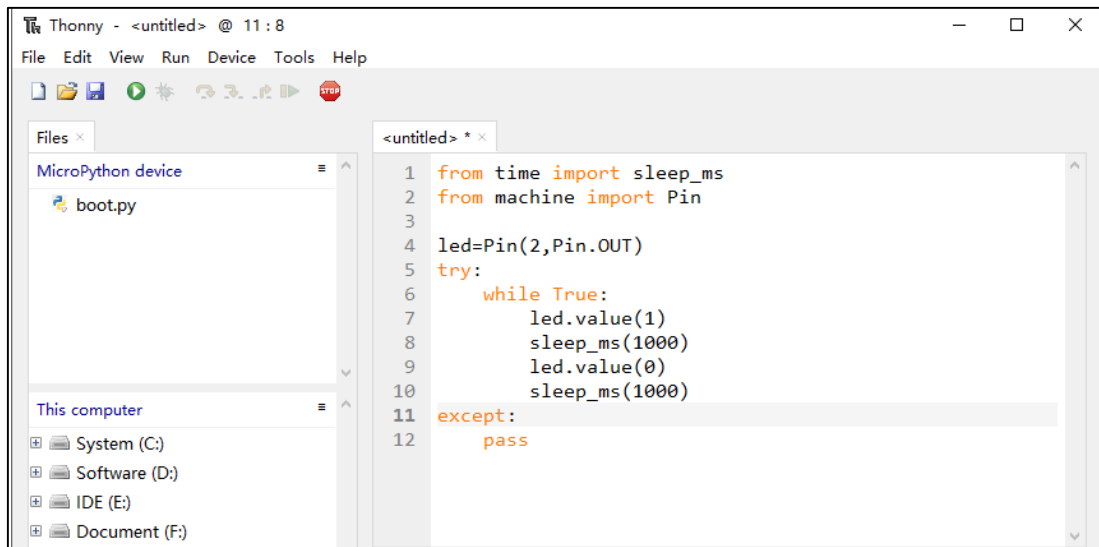 Thonny - <untitled> @ 11 : 8
File Edit View Run Device Tools Help
STOP
Files ×
MicroPython device
boot.py
This computer
System (C:)
Software (D:)
IDE (E:)
Document (F:)
<untitled> * ×
1 from time import sleep_ms
2 from machine import Pin
3
4 led=Pin(2,Pin.OUT)
5 try:
6     while True:
7         led.value(1)
8         sleep_ms(1000)
9         led.value(0)
10         sleep_ms(1000)
11 except:
12     pass